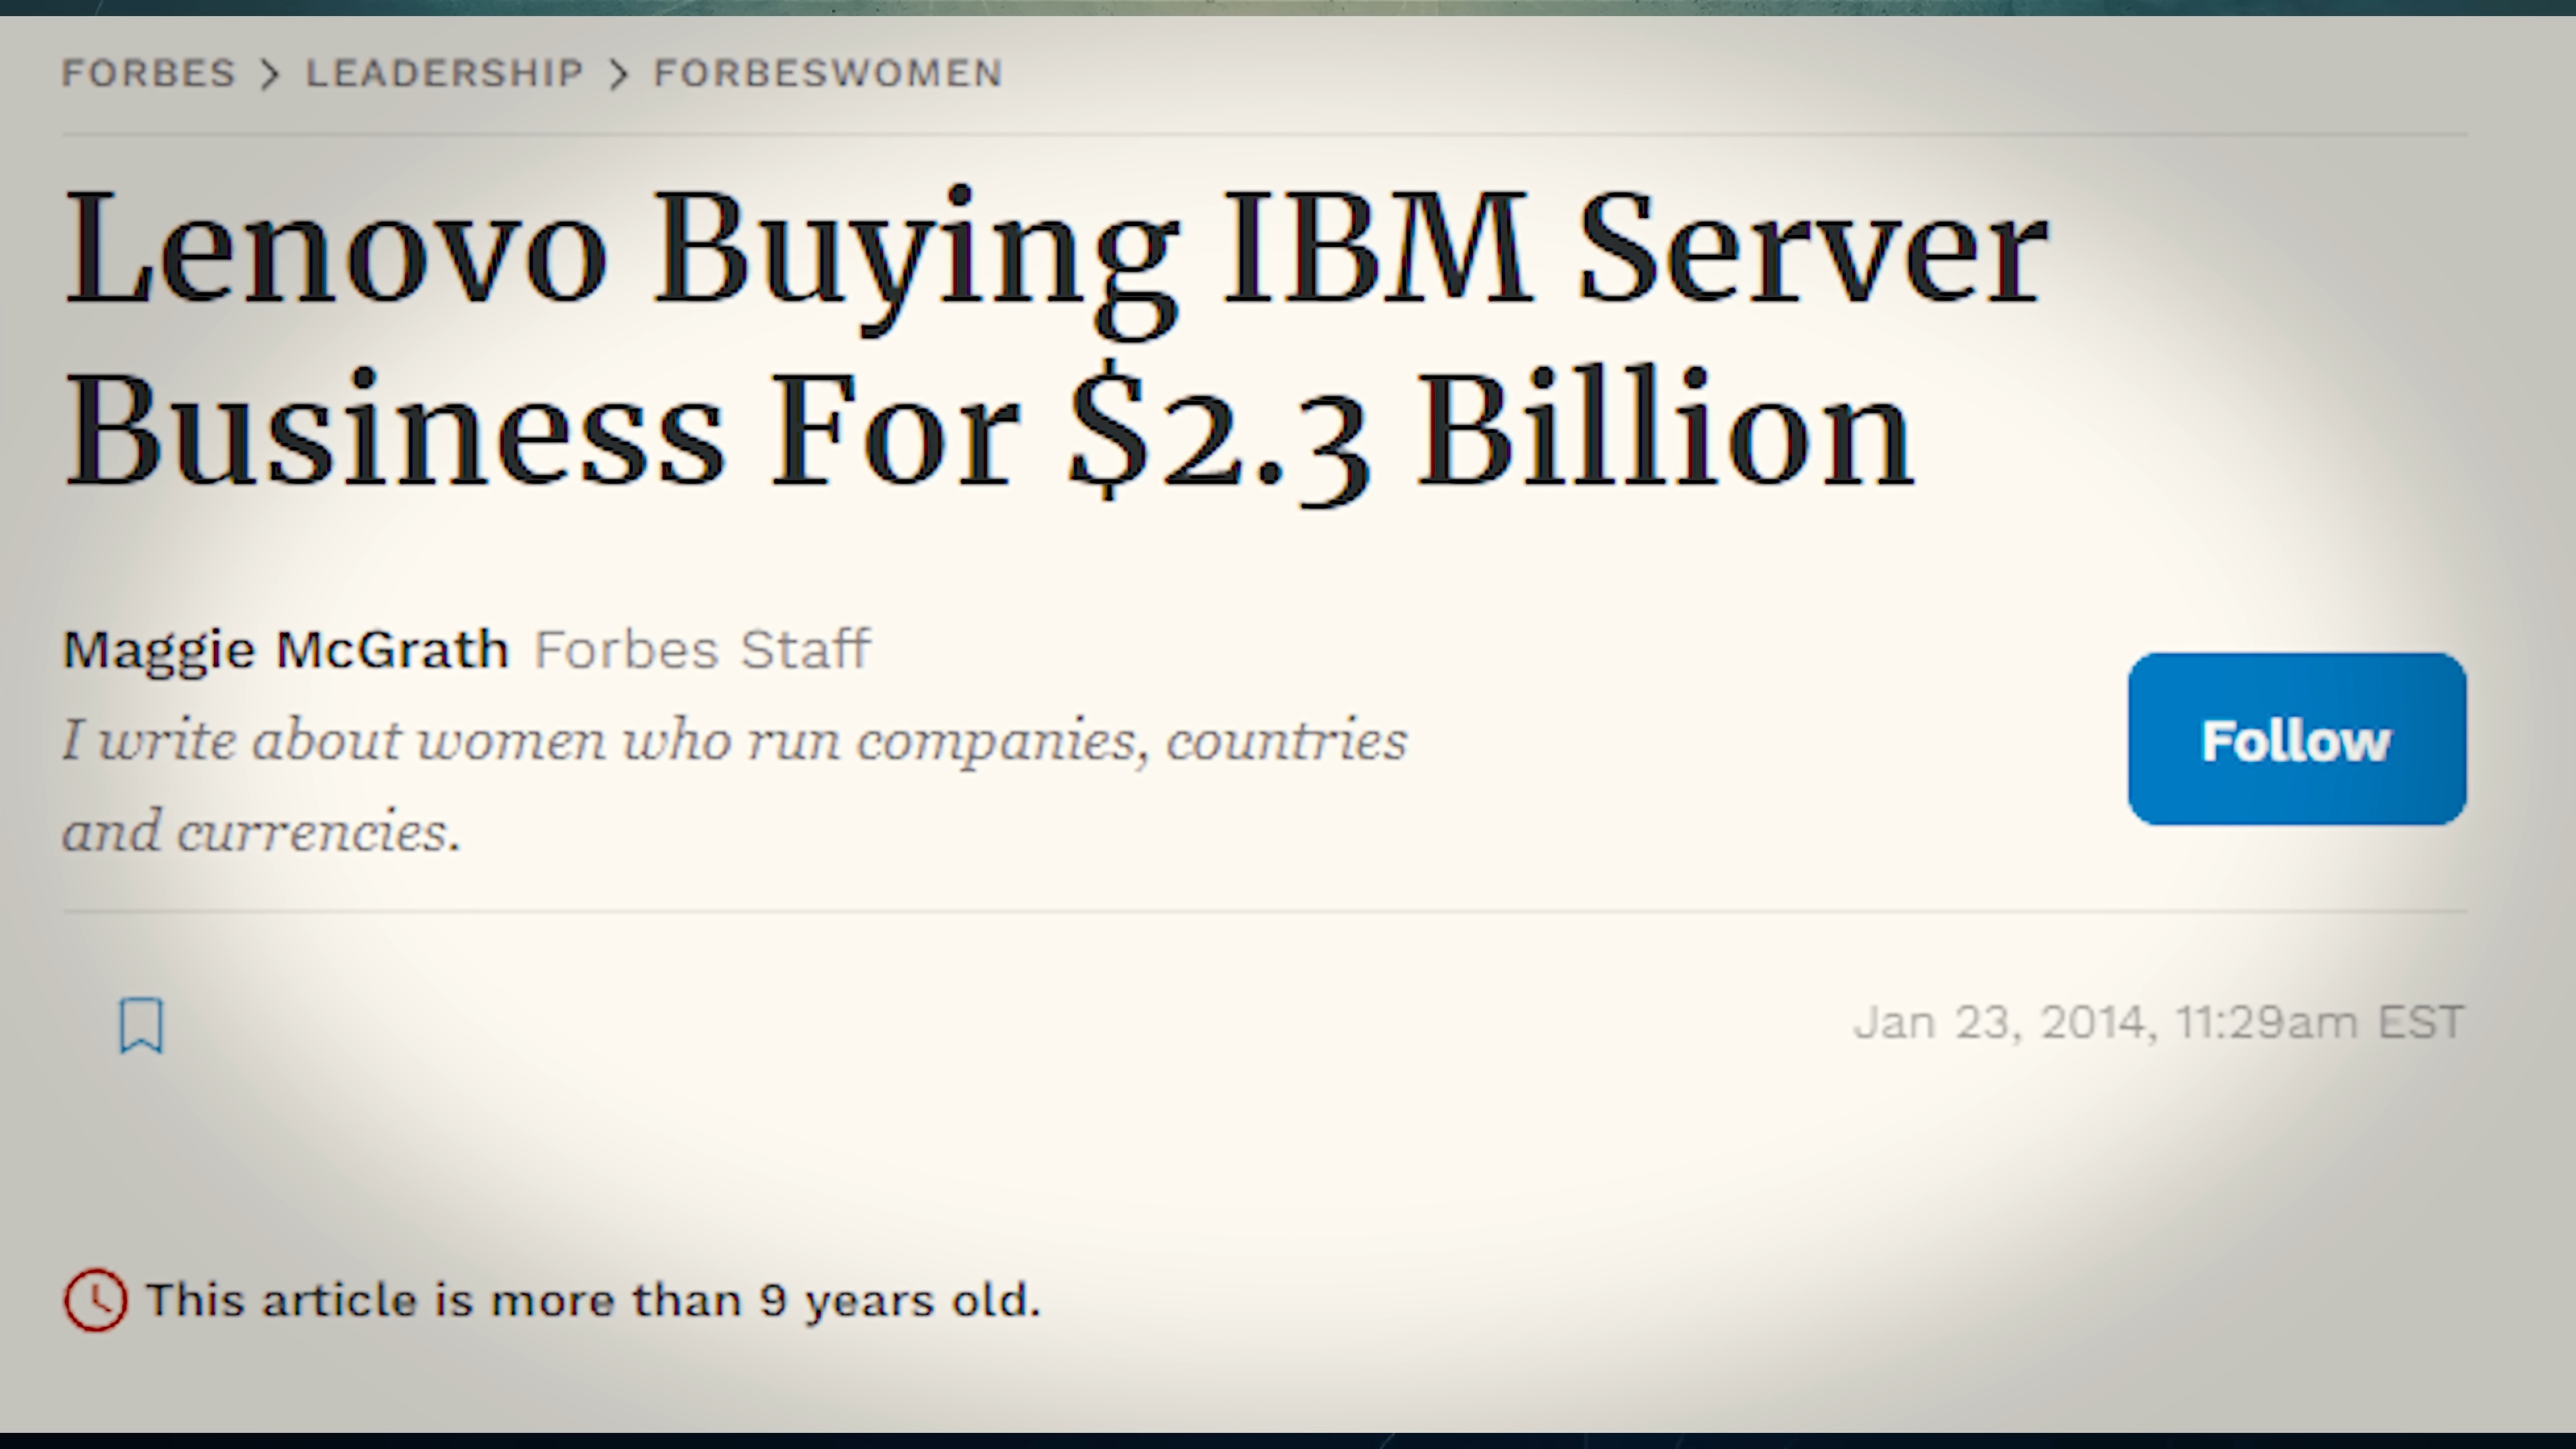 FORBES > LEADERSHIP > FORBESWOMEN
Lenovo Buying IBM Server
Business For $2.3 Billion
Maggie McGrath Forbes Staff
I write about women who run companies, countries
and currencies.
Follow
Jan 23, 2014, 11:29am EST
This article is more than 9 years old.